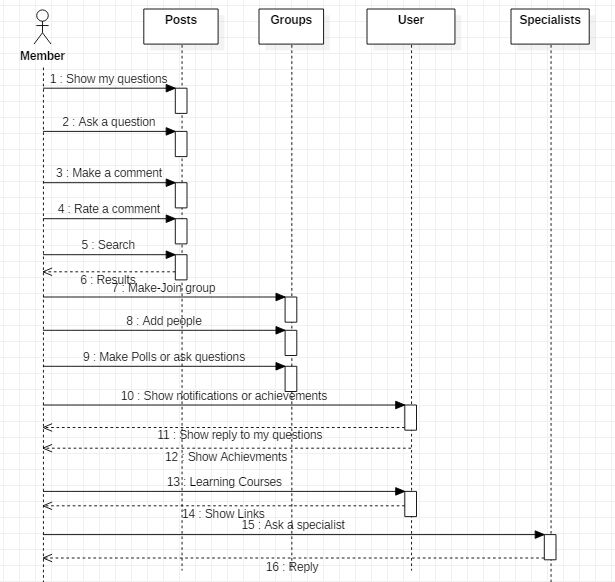 Posts
Groups
User
Specialists
Member
1 : Show my questions
2 : Ask a question
3 : Make a comment
4 : Rate a comment
5 : Search
6 : Results
7 : Make-Join group
8 : Add people
9 : Make Polls or ask questions
10 : Show notifications or achievements
11 : Show reply to my questions
12 : Show Achievments
13 : Learning Courses
14 : Show Links
15 : Ask a specialist
16 : Reply